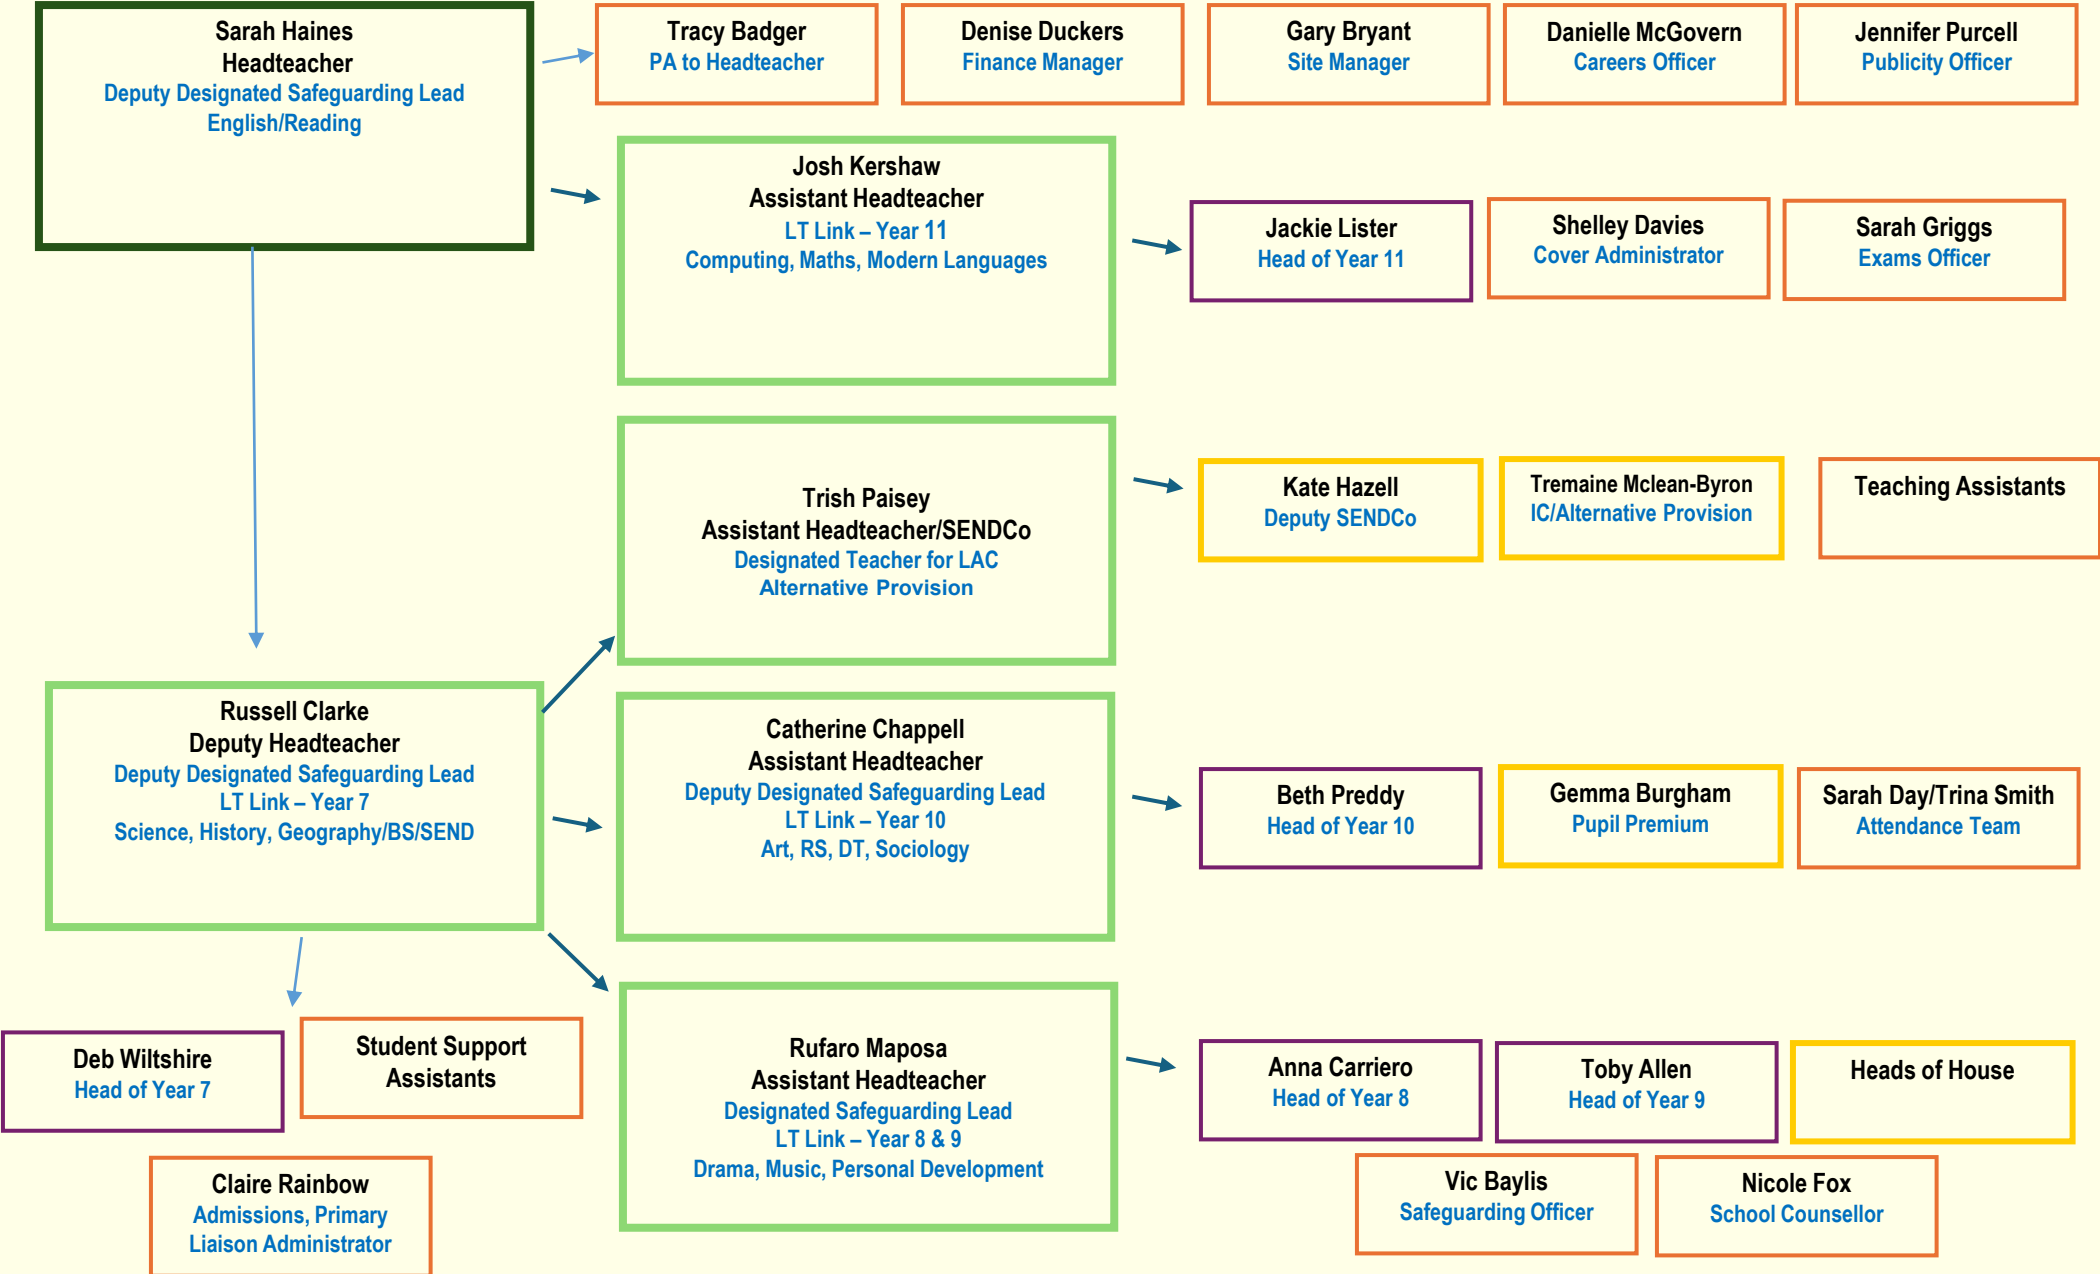 Sarah Haines
Headteacher
Deputy Designated Safeguarding Lead
English/Reading
Tracy Badger
PA to Headteacher
Denise Duckers
Finance Manager
Gary Bryant
Site Manager
Danielle McGovern
Careers Officer
Jennifer Purcell
Publicity Officer
Josh Kershaw
Assistant Headteacher
LT Link – Year 11
Computing, Maths, Modern Languages
Jackie Lister
Head of Year 11
Shelley Davies
Cover Administrator
Sarah Griggs
Exams Officer
Trish Paisey
Assistant Headteacher/SENDCo
Designated Teacher for LAC
Alternative Provision
Kate Hazell
Deputy SENDCo
Tremaine Mclean-Byron
IC/Alternative Provision
Teaching Assistants
Russell Clarke
Deputy Headteacher
Deputy Designated Safeguarding Lead
LT Link – Year 7
Science, History, Geography/BS/SEND
Catherine Chappell
Assistant Headteacher
Deputy Designated Safeguarding Lead
LT Link – Year 10
Art, RS, DT, Sociology
Beth Preddy
Head of Year 10
Gemma Burgham
Pupil Premium
Sarah Day/Trina Smith
Attendance Team
Deb Wiltshire
Head of Year 7
Student Support
Assistants
Claire Rainbow
Admissions, Primary
Liaison Administrator
Rufaro Maposa
Assistant Headteacher
Designated Safeguarding Lead
LT Link – Year 8 & 9
Drama, Music, Personal Development
Anna Carriero
Head of Year 8
Toby Allen
Head of Year 9
Heads of House
Vic Baylis
Safeguarding Officer
Nicole Fox
School Counsellor